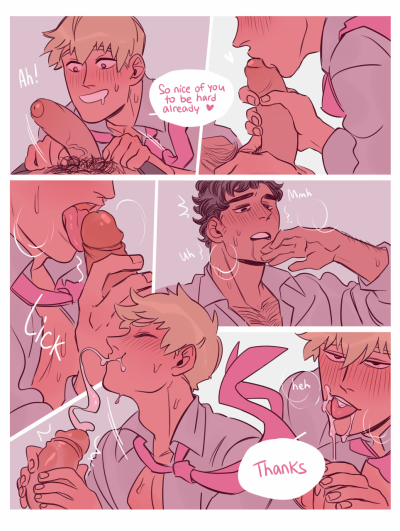 Ah!
So nice of you
to be hard
already ♥
Lick
Mmh
Uh
heh
Thanks